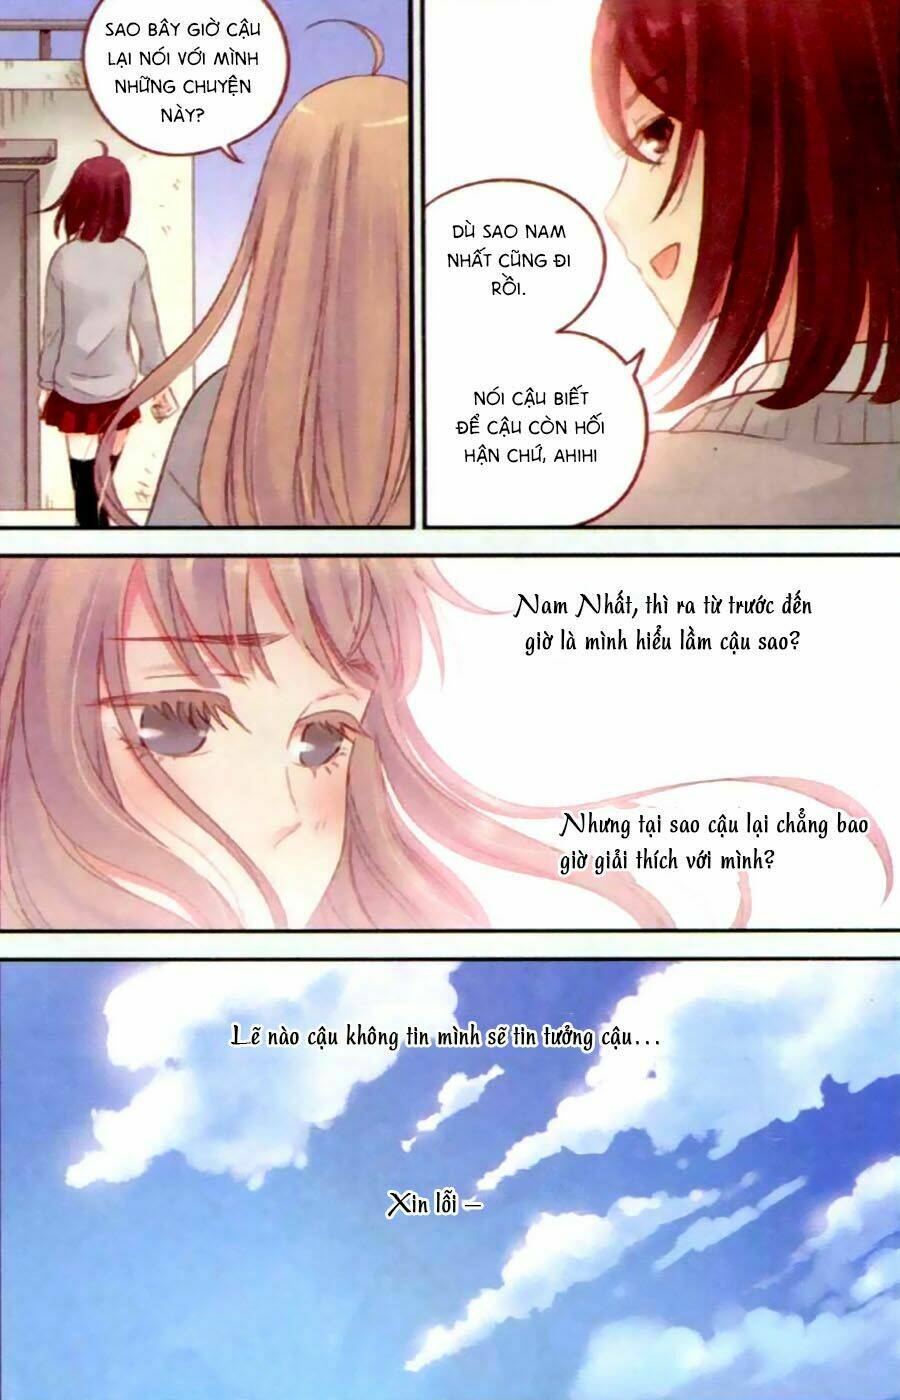 SAO BÂY GIỜ CẬU
LẠI NÓI VỚI MÌNH
NHỮNG CHUYỆN
NÀY?
DÙ SAO NAM
NHẤT CŨNG ĐI
RỒI.
NÓI CẬU BIẾT
ĐỂ CẬU CÒN HỐI
HẬN CHỨ, AHIHI
Nam Nhất, thì ra từ trước đến
giờ là mình hiểu lầm cậu sao?
Nhưng tại sao cậu lại chẳng bao
giờ giải thích với mình?
Lẽ nào cậu không tin mình sẽ tin tưởng cậu...
Xin lỗi –